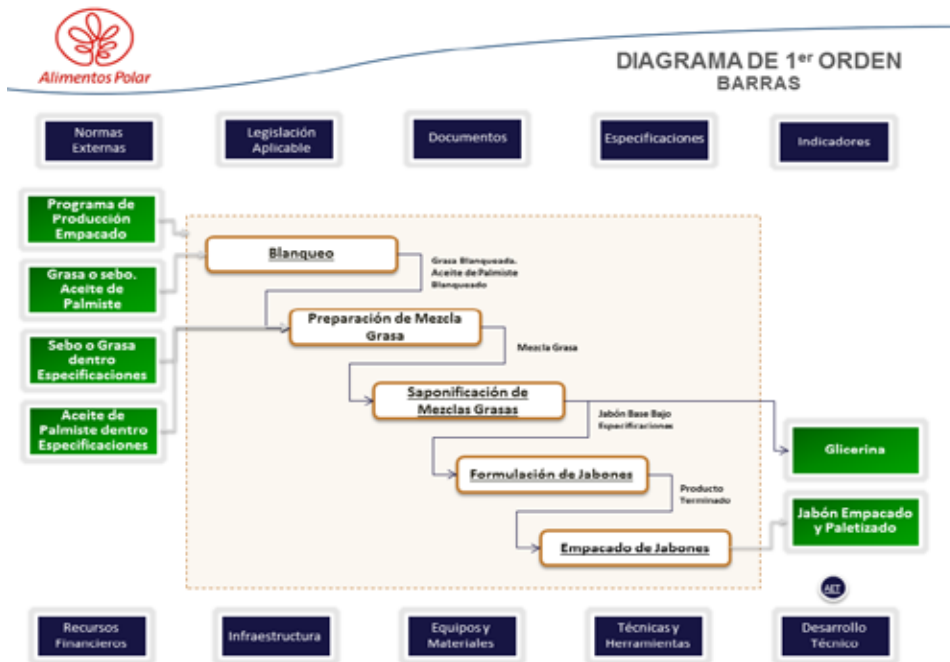 Alimentos Polar
DIAGRAMA DE 1er ORDEN
BARRAS
Normas
Externas
Legislación
Aplicable
Documentos
Especificaciones
Indicadores
Programa de
Producción
Empacado
Grasa o sebo.
Aceite de
Palmiste
Sebo o Grasa
dentro
Especificaciones
Aceite de
Palmiste dentro
Especificaciones
Blanqueo
Grasa Blanqueada.
Aceite de Palmiste
Blanqueado
Preparación de Mezcla
Grasa
Mezcla Grasa
Saponificación de
Mezclas Grasas
Jabón Base Bajo
Especificaciones
Formulación de Jabones
Producto
Terminado
Empacado de Jabones
Glicerina
Jabón Empacado
y Paletizado
AET
Recursos
Financieros
Infraestructura
Equipos y
Materiales
Técnicas y
Herramientas
Desarrollo
Técnico